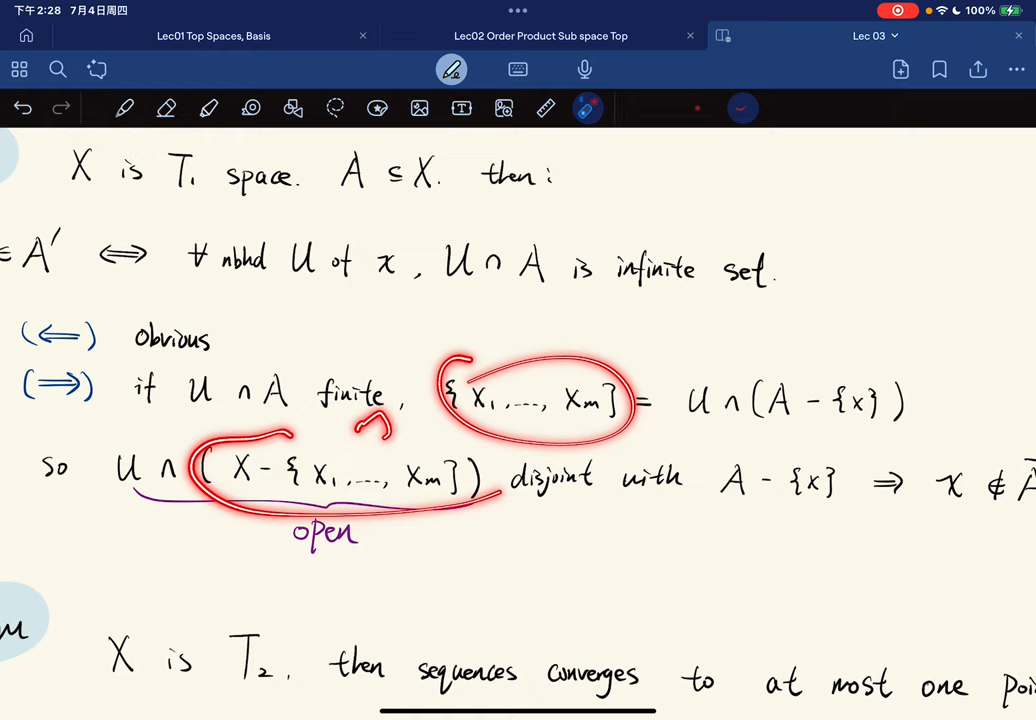 下午2:28 7月4日周四
100%
Lec01 Top Spaces, Basis
Lec02 Order Product Sub space Top
Lec 03
X is T₁ space. A ⊆ X. then:
∈ A′ ⟺ ∀ nbhd U of x, U ∩ A is infinite set.
(⟸) Obvious
(⟹) if U ∩ A finite, {x₁, ..., xₘ} = U ∩ (A - {x})
so U ∩ (X - {x₁, ..., xₘ}) disjoint with A - {x} ⟹ x ∉ A
open
X is T₂, then sequences converges to at most one